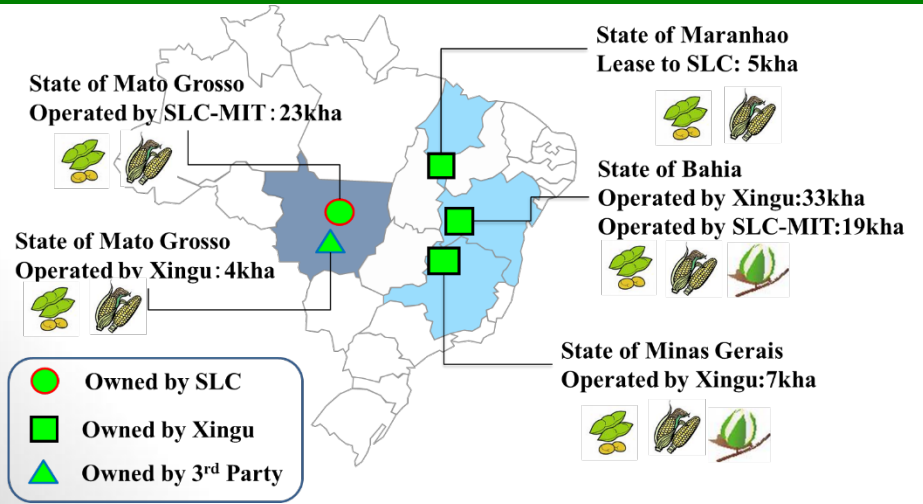 State of Maranhao
Lease to SLC: 5kha
State of Mato Grosso
Operated by SLC-MIT:23kha
State of Bahia
Operated by Xingu:33kha
Operated by SLC-MIT:19kha
State of Mato Grosso
Operated by Xingu:4kha
State of Minas Gerais
Operated by Xingu:7kha
Owned by SLC
Owned by Xingu
Owned by 3rd Party